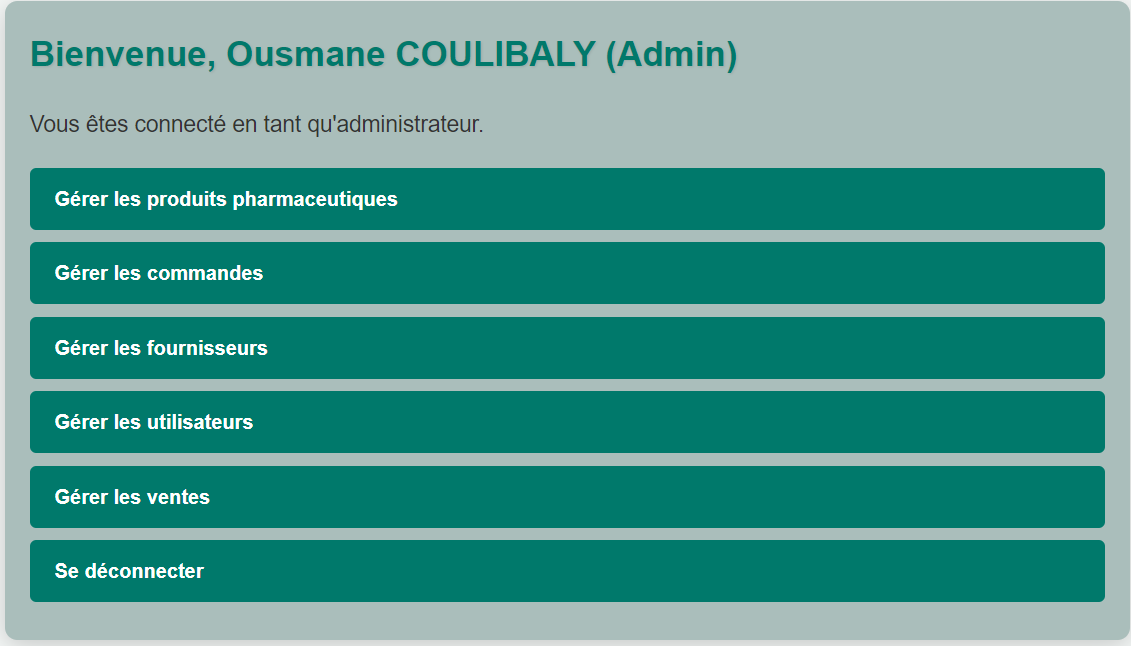 Bienvenue, Ousmane COULIBALY (Admin)
Vous êtes connecté en tant qu'administrateur.
Gérer les produits pharmaceutiques
Gérer les commandes
Gérer les fournisseurs
Gérer les utilisateurs
Gérer les ventes
Se déconnecter